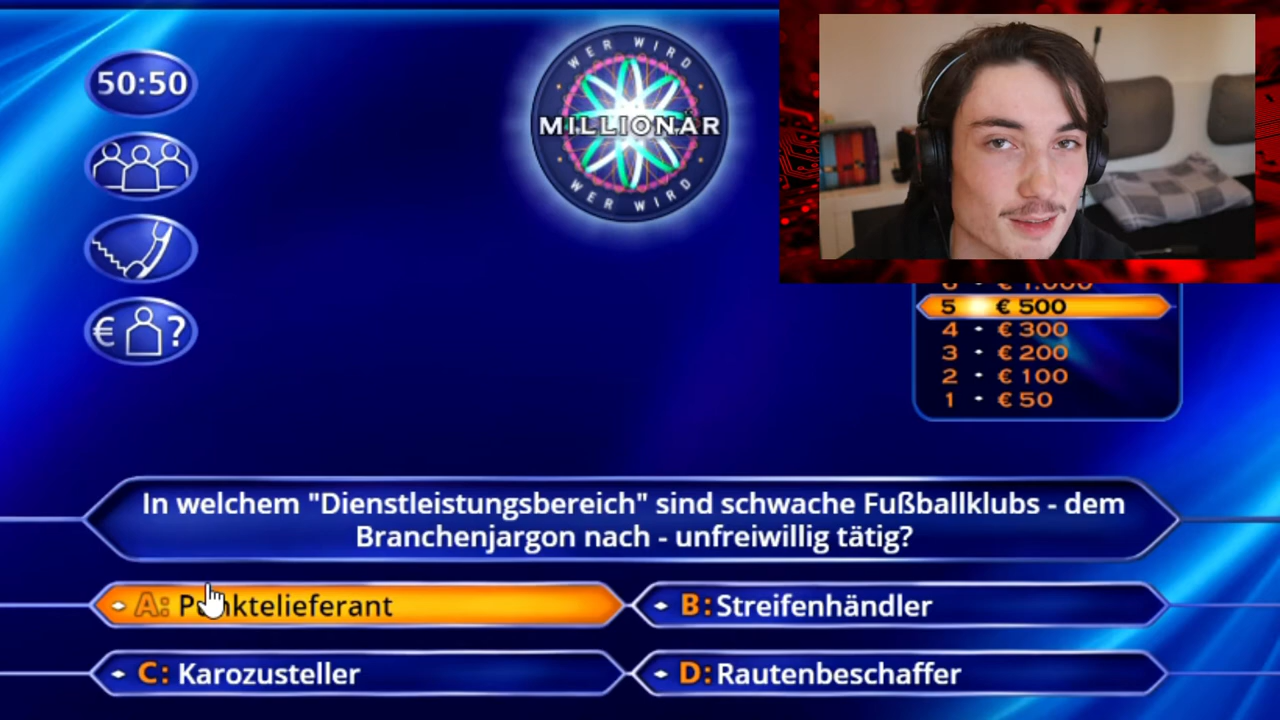 50:50
WER WIRD
MILLIONÄR
WER WIRD
€ ?
5 • € 500
4 • € 300
3 • € 200
2 • € 100
1 • € 50
In welchem "Dienstleistungsbereich" sind schwache Fußballklubs - dem
Branchenjargon nach - unfreiwillig tätig?
A: Punktelieferant
B: Streifenhändler
C: Karozusteller
D: Rautenbeschaffer